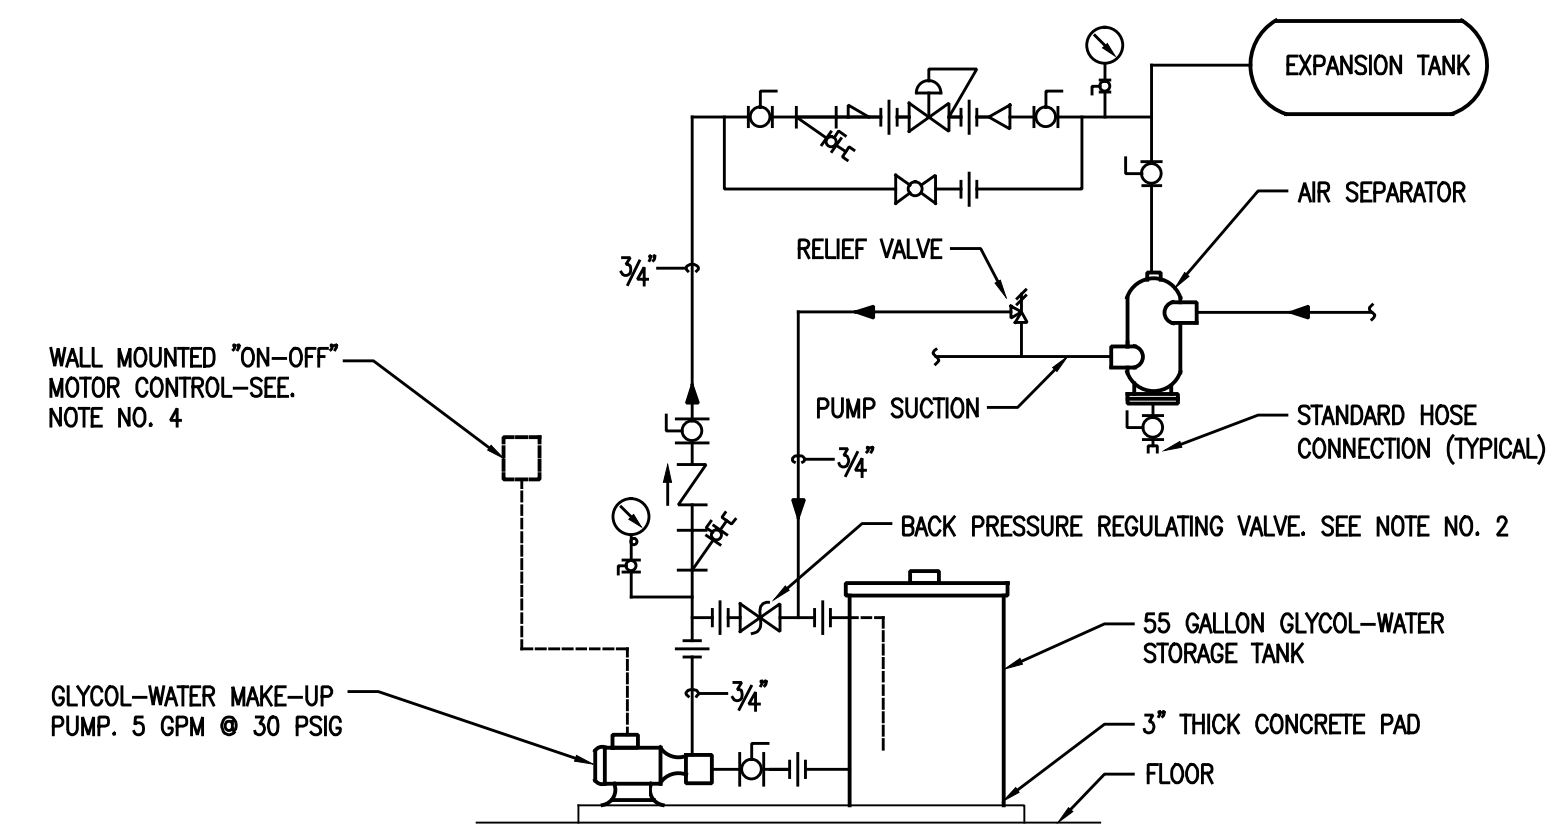 EXPANSION TANK
AIR SEPARATOR
RELIEF VALVE
3/4"
WALL MOUNTED "ON-OFF"
MOTOR CONTROL-SEE.
NOTE NO. 4
PUMP SUCTION
STANDARD HOSE
CONNECTION (TYPICAL)
3/4"
BACK PRESSURE REGULATING VALVE. SEE NOTE NO. 2
55 GALLON GLYCOL-WATER
STORAGE TANK
GLYCOL-WATER MAKE-UP
PUMP. 5 GPM @ 30 PSIG
3/4"
3" THICK CONCRETE PAD
FLOOR